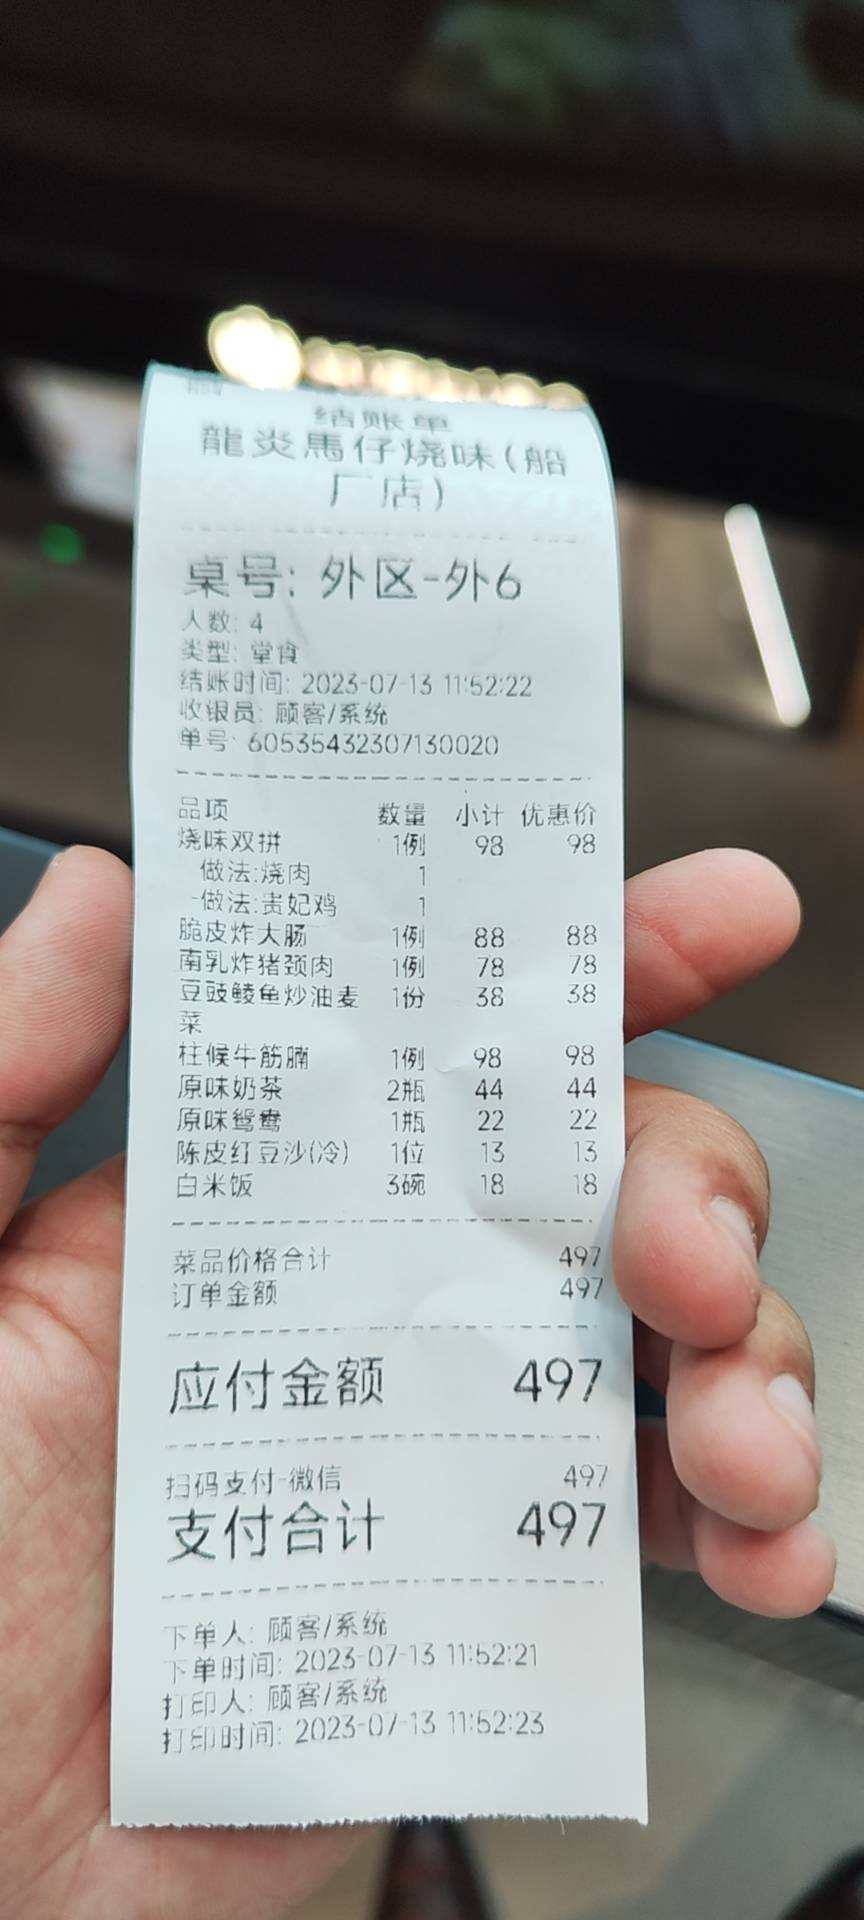 结账单
龍炎馬仔烧味(船
厂店)
桌号: 外区-外6
人数: 4
类型: 堂食
结账时间: 2023-07-13 11:52:22
收银员: 顾客/系统
单号: 605354432307130020
品项 数量 小计 优惠价
烧味双拼 1例 98 98
做法:烧肉 1
-做法:贵妃鸡 1
脆皮炸大肠 1例 88 88
南乳炸猪颈肉 1例 78 78
豆豉鲮鱼炒油麦 1份 38 38
菜
柱候牛筋腩 1例 98 98
原味奶茶 2瓶 44 44
原味鸳鸯 1瓶 22 22
陈皮红豆沙(冷) 1位 13 13
白米饭 3碗 18 18
菜品价格合计 497
订单金额 497
应付金额 497
扫码支付-微信 497
支付合计 497
下单人: 顾客/系统
下单时间: 2023-07-13 11:52:21
打印人: 顾客/系统
打印时间: 2023-07-13 11:52:23